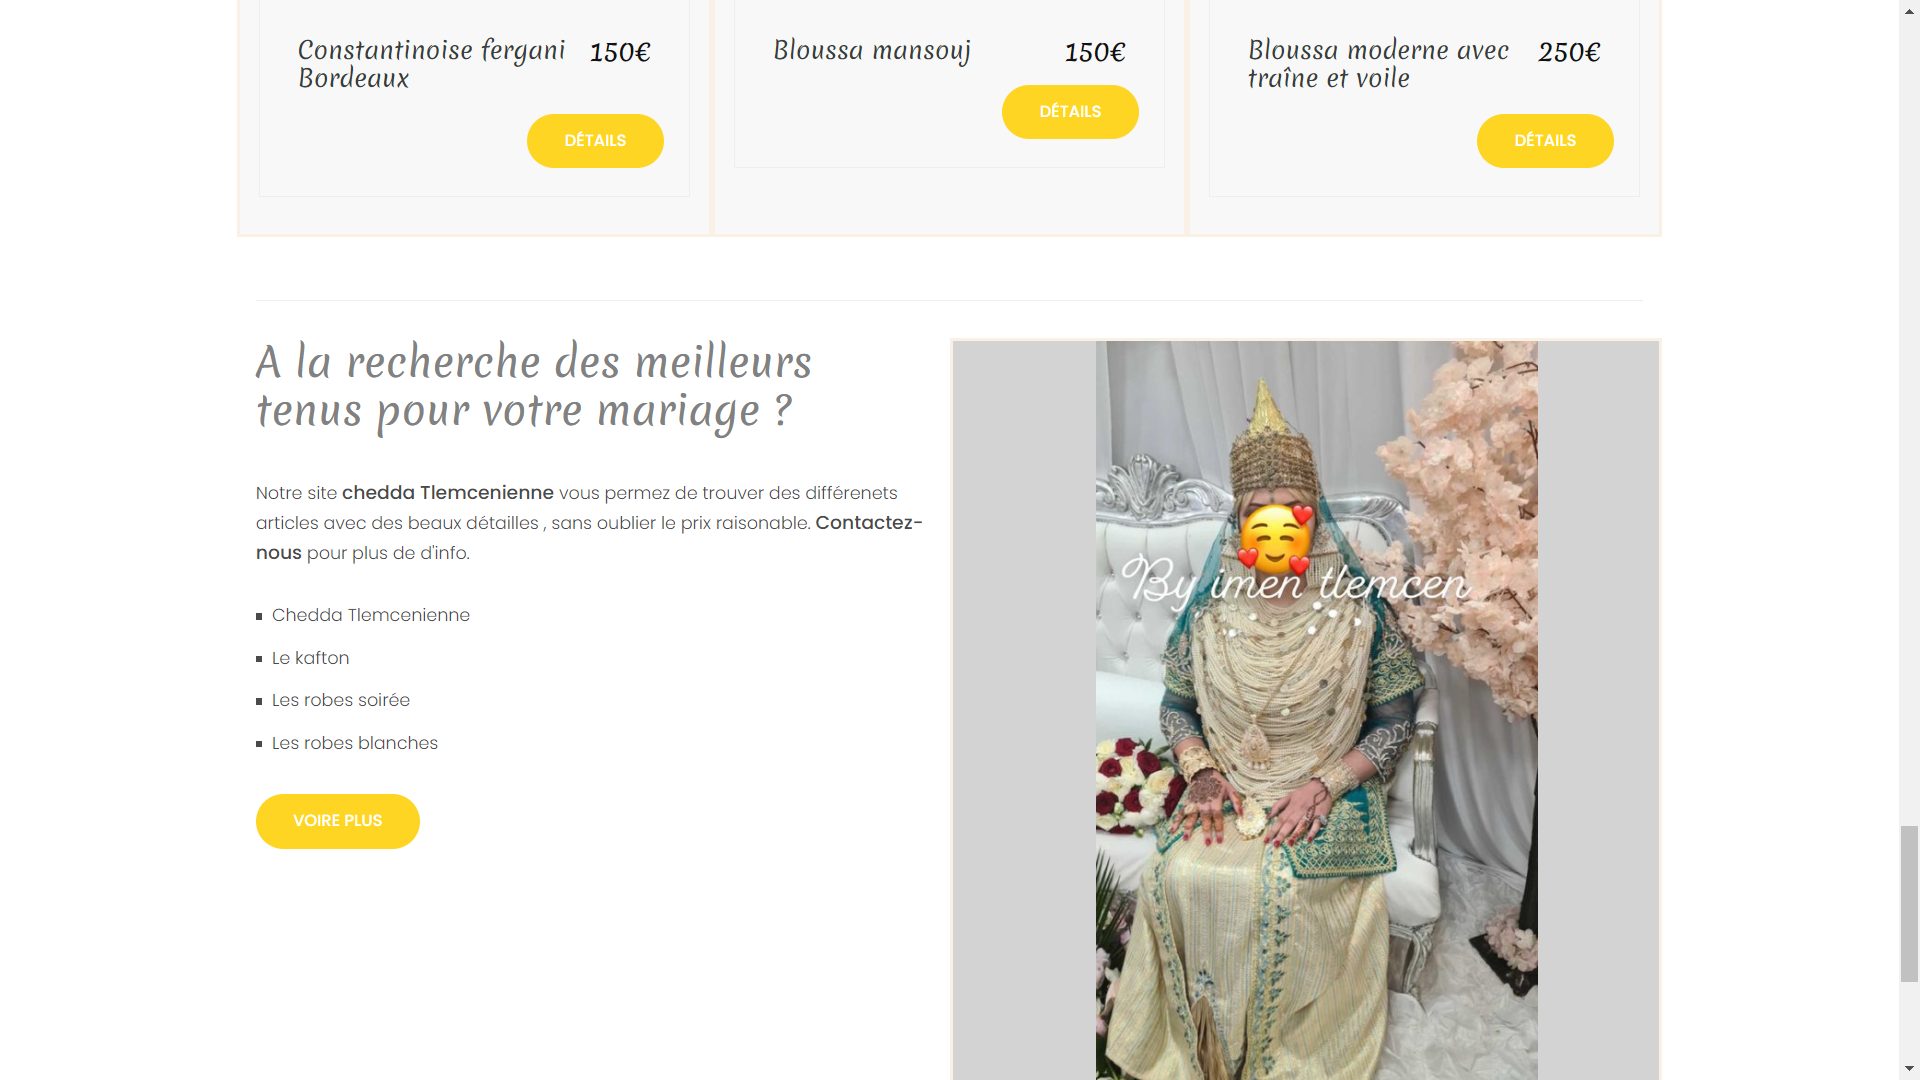 Constantinoise fergani 150€
Bordeaux
DÉTAILS
Bloussa mansouj 150€
DÉTAILS
Bloussa moderne avec 250€
traîne et voile
DÉTAILS
A la recherche des meilleurs
tenus pour votre mariage ?
Notre site chedda Tlemcenienne vous permez de trouver des différenets
articles avec des beaux détailles , sans oublier le prix raisonable. Contactez-
nous pour plus de d'info.
Chedda Tlemcenienne
Le kafton
Les robes soirée
Les robes blanches
VOIRE PLUS
By imen tlemcen